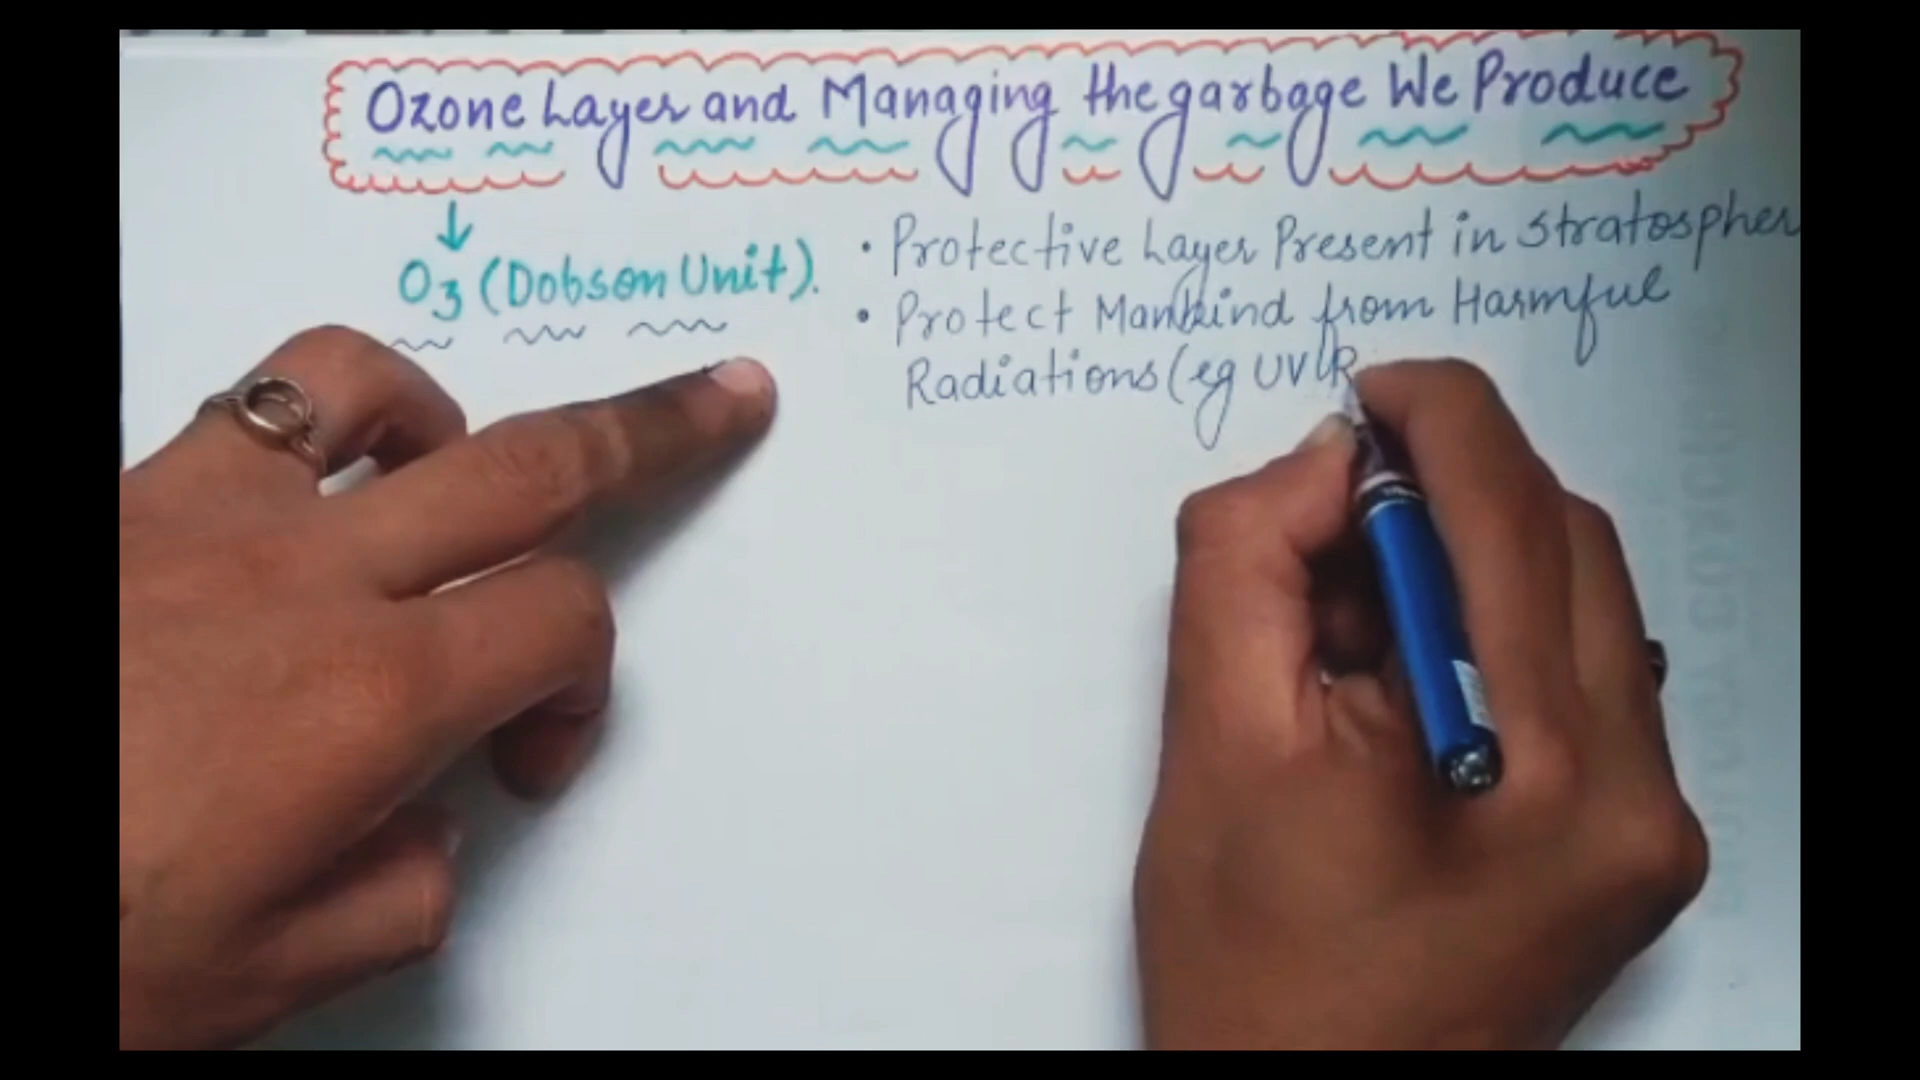 Ozone Layer and Managing the garbage We Produce
O3 (Dobson Unit).
• Protective Layer Present in Stratospher
• Protect Mankind from Harmful
Radiations (eg UV R